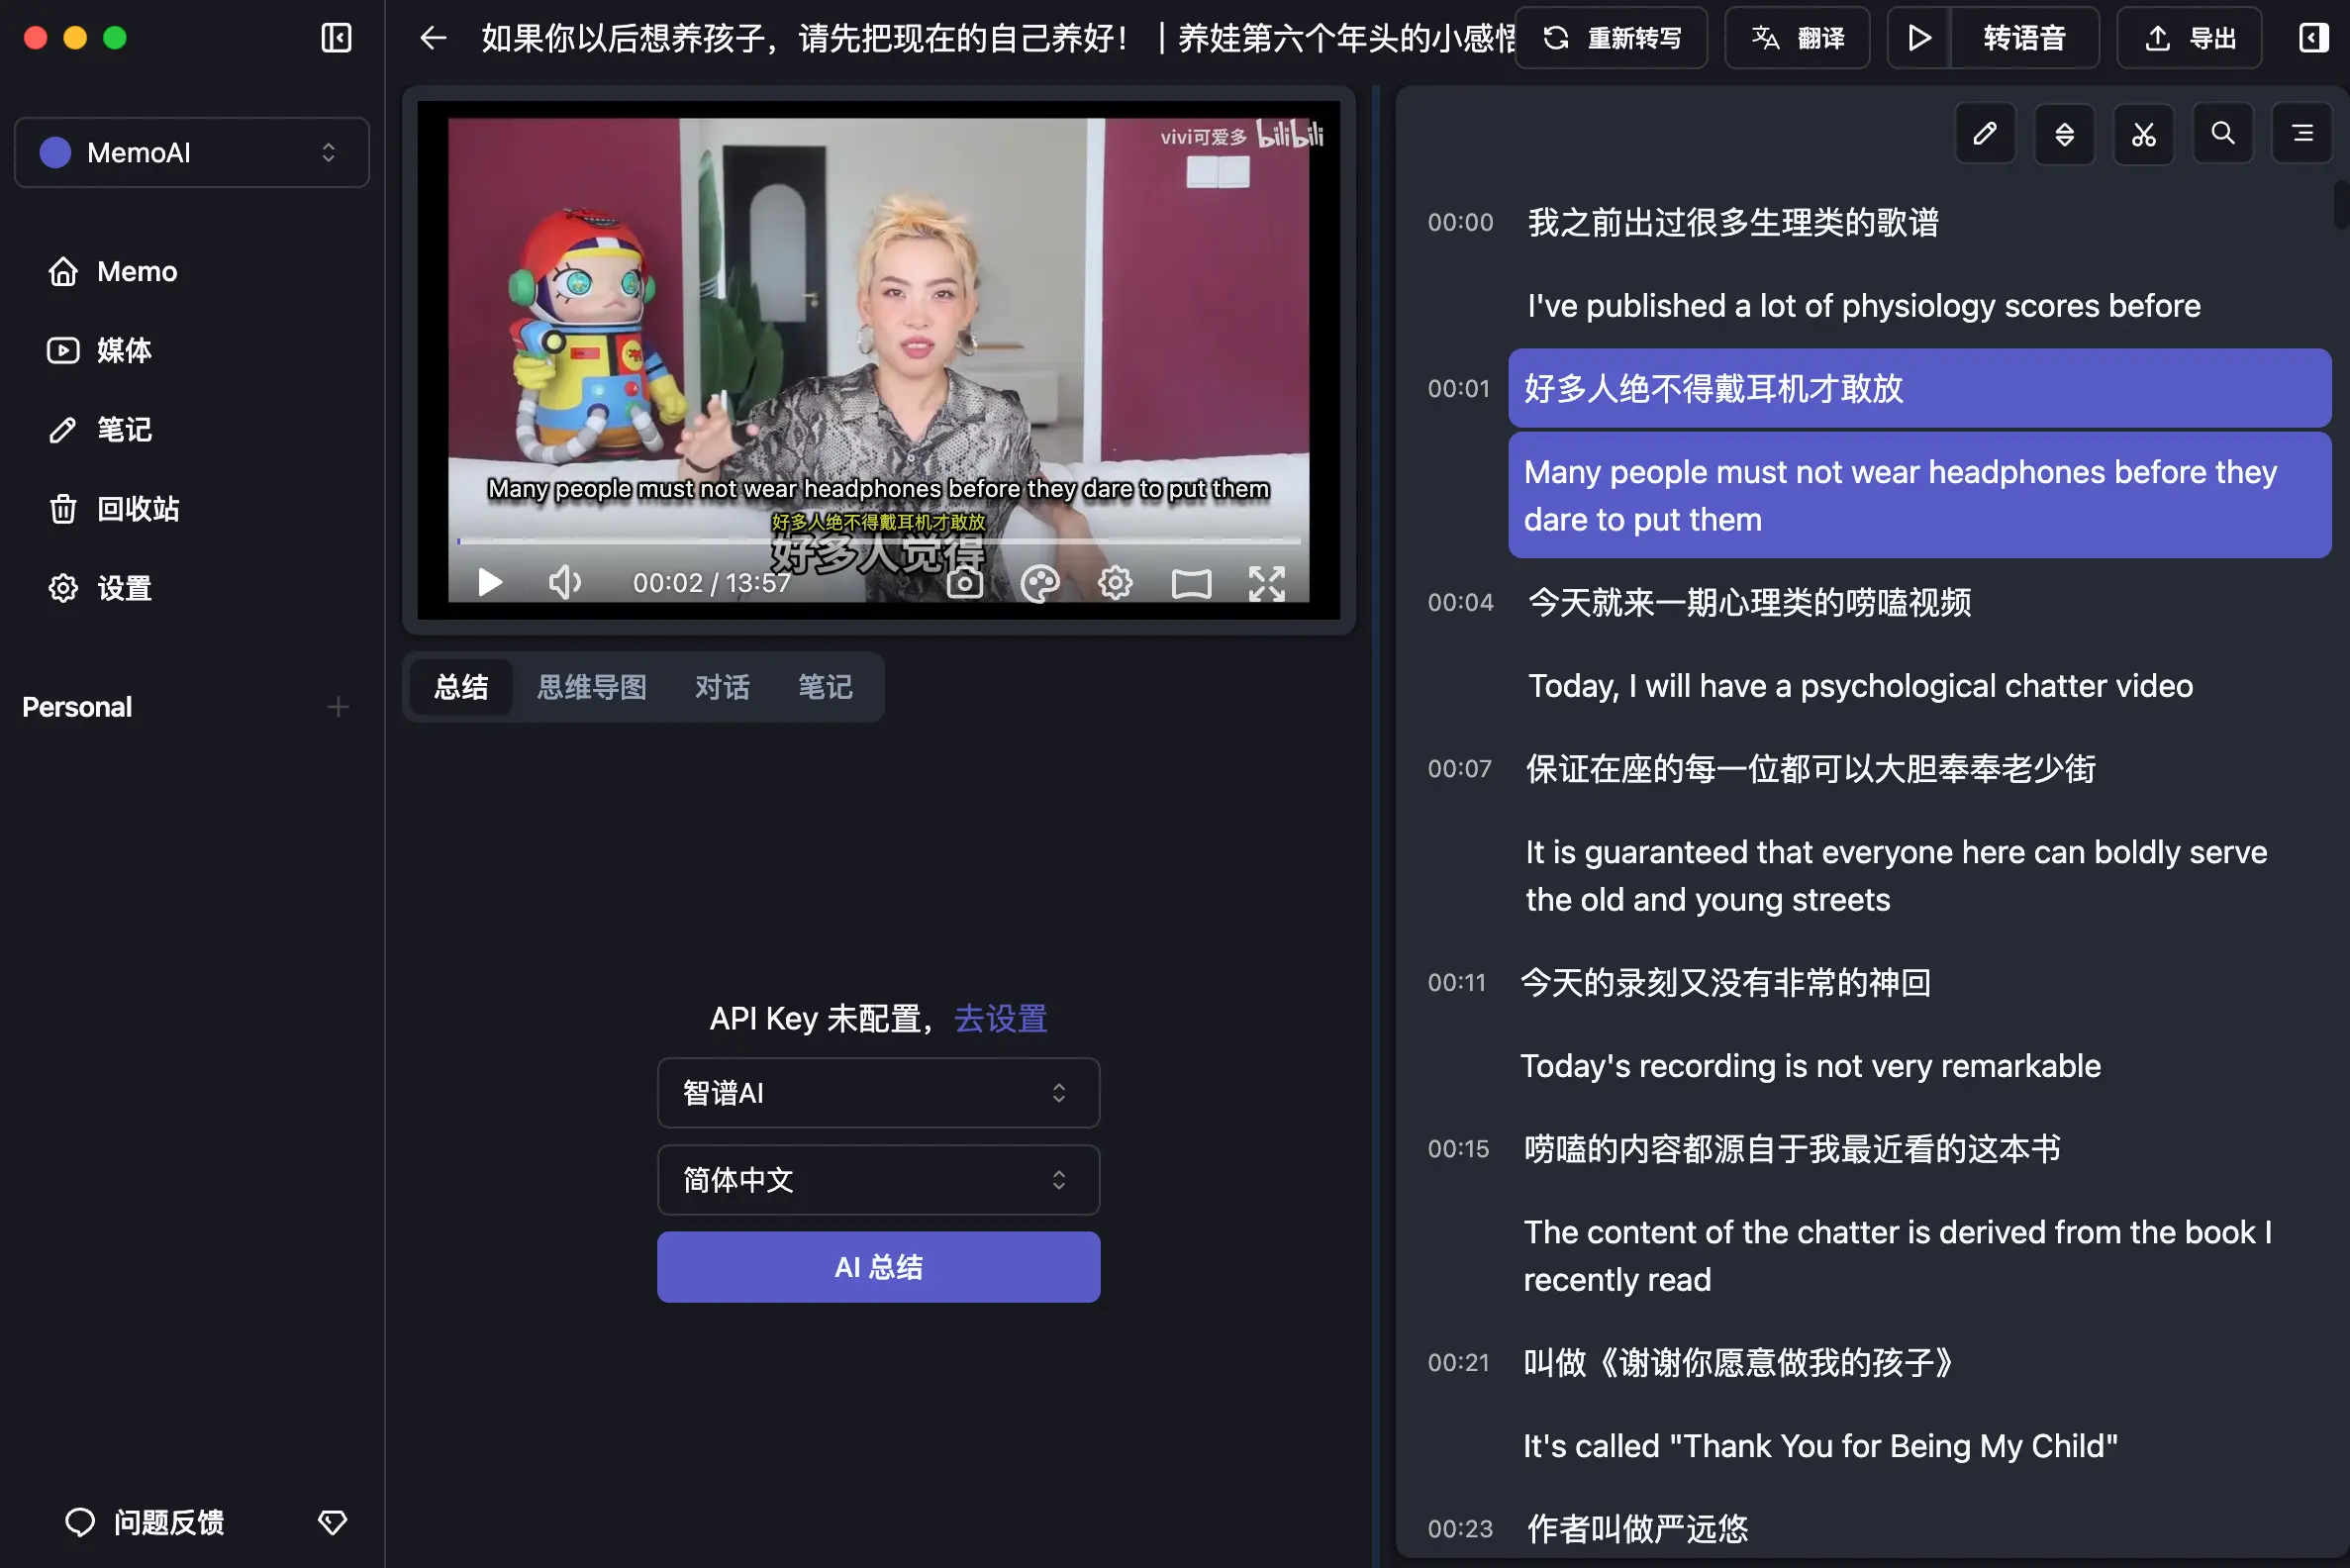 如果你以后想养孩子，请先把现在的自己养好！｜养娃第六个年头的小感悟
重新转写
翻译
转语音
导出
MemoAI
Memo
媒体
笔记
回收站
设置
Personal
问题反馈
vivi可爱多 bilibili
Many people must not wear headphones before they dare to put them
好多人绝不得戴耳机才敢放
好多人觉得
00:02 / 13:57
总结
思维导图
对话
笔记
API Key 未配置，去设置
智谱AI
简体中文
AI 总结
00:00 我之前出过很多生理类的歌谱
I've published a lot of physiology scores before
00:01 好多人绝不得戴耳机才敢放
Many people must not wear headphones before they
dare to put them
00:04 今天就来一期心理类的唠嗑视频
Today, I will have a psychological chatter video
00:07 保证在座的每一位都可以大胆奉奉老少街
It is guaranteed that everyone here can boldly serve
the old and young streets
00:11 今天的录刻又没有非常的神回
Today's recording is not very remarkable
00:15 唠嗑的内容都源自于我最近看的这本书
The content of the chatter is derived from the book I
recently read
00:21 叫做《谢谢你愿意做我的孩子》
It's called "Thank You for Being My Child"
00:23 作者叫做严远悠